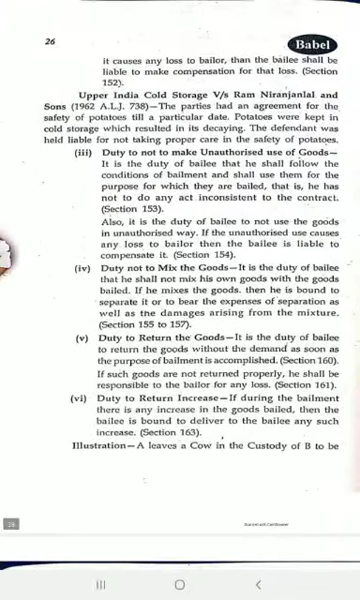 26
Babel
it causes any loss to bailor, than the bailee shall be
liable to make compensation for that loss. (Section
152).
Upper India Cold Storage V/s Ram Niranjanlal and
Sons (1962 A.L.J. 738)—The parties had an agreement for the
safety of potatoes till a particular date. Potatoes were kept in
cold storage which resulted in its decaying. The defendant was
held liable for not taking proper care in the safety of potatoes.
(iii) Duty to not to make Unauthorised use of Goods—
It is the duty of bailee that he shall follow the
conditions of bailment and shall use them for the
purpose for which they are bailed, that is, he has
not to do any act inconsistent to the contract.
(Section 153).
Also, it is the duty of bailee to not use the goods
in unauthorised way. If the unauthorised use causes
any loss to bailor then the bailee is liable to
compensate it. (Section 154).
(iv) Duty not to Mix the Goods—It is the duty of bailee
that he shall not mix his own goods with the goods
bailed. If he mixes the goods. then he is bound to
separate it or to bear the expenses of separation as
well as the damages arising from the mixture.
(Section 155 to 157).
(v) Duty to Return the Goods—It is the duty of bailee
to return the goods without the demand as soon as
the purpose of bailment is accomplished. (Section 160).
If such goods are not returned properly, he shall be
responsible to the bailor for any loss. (Section 161).
(vi) Duty to Return Increase—If during the bailment
there is any increase in the goods bailed, then the
bailee is bound to deliver to the bailee any such
increase. (Section 163).
Illustration—A leaves a Cow in the Custody of B to be
28
Scanned with CamScanner